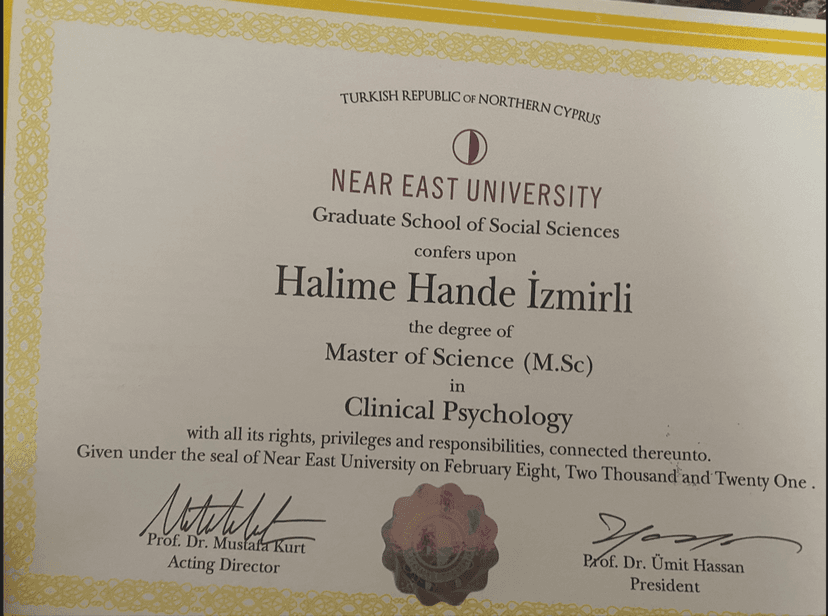 TURKISH REPUBLIC OF NORTHERN CYPRUS
NEAR EAST UNIVERSITY
Graduate School of Social Sciences
confers upon
Halime Hande İzmirli
the degree of
Master of Science (M.Sc)
in
Clinical Psychology
with all its rights, privileges and responsibilities, connected thereunto.
Given under the seal of Near East University on February Eight, Two Thousand and Twenty One .
Prof. Dr. Mustafa Kurt
Acting Director
Prof. Dr. Ümit Hassan
President